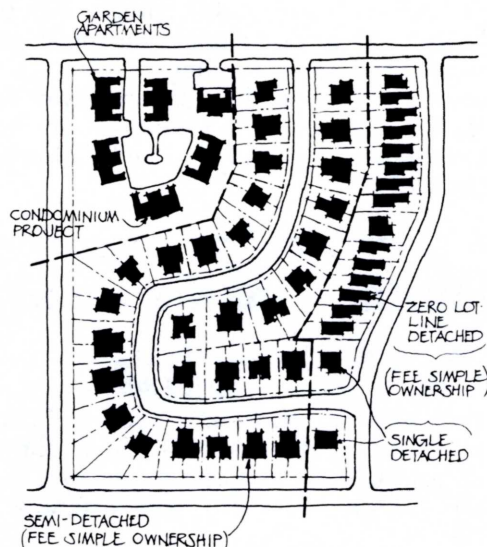 GARDEN
APARTMENTS
CONDOMINIUM
PROJECT
ZERO LOT-
LINE
DETACHED
(FEE SIMPLE
OWNERSHIP)
SINGLE
DETACHED
SEMI-DETACHED
(FEE SIMPLE OWNERSHIP)